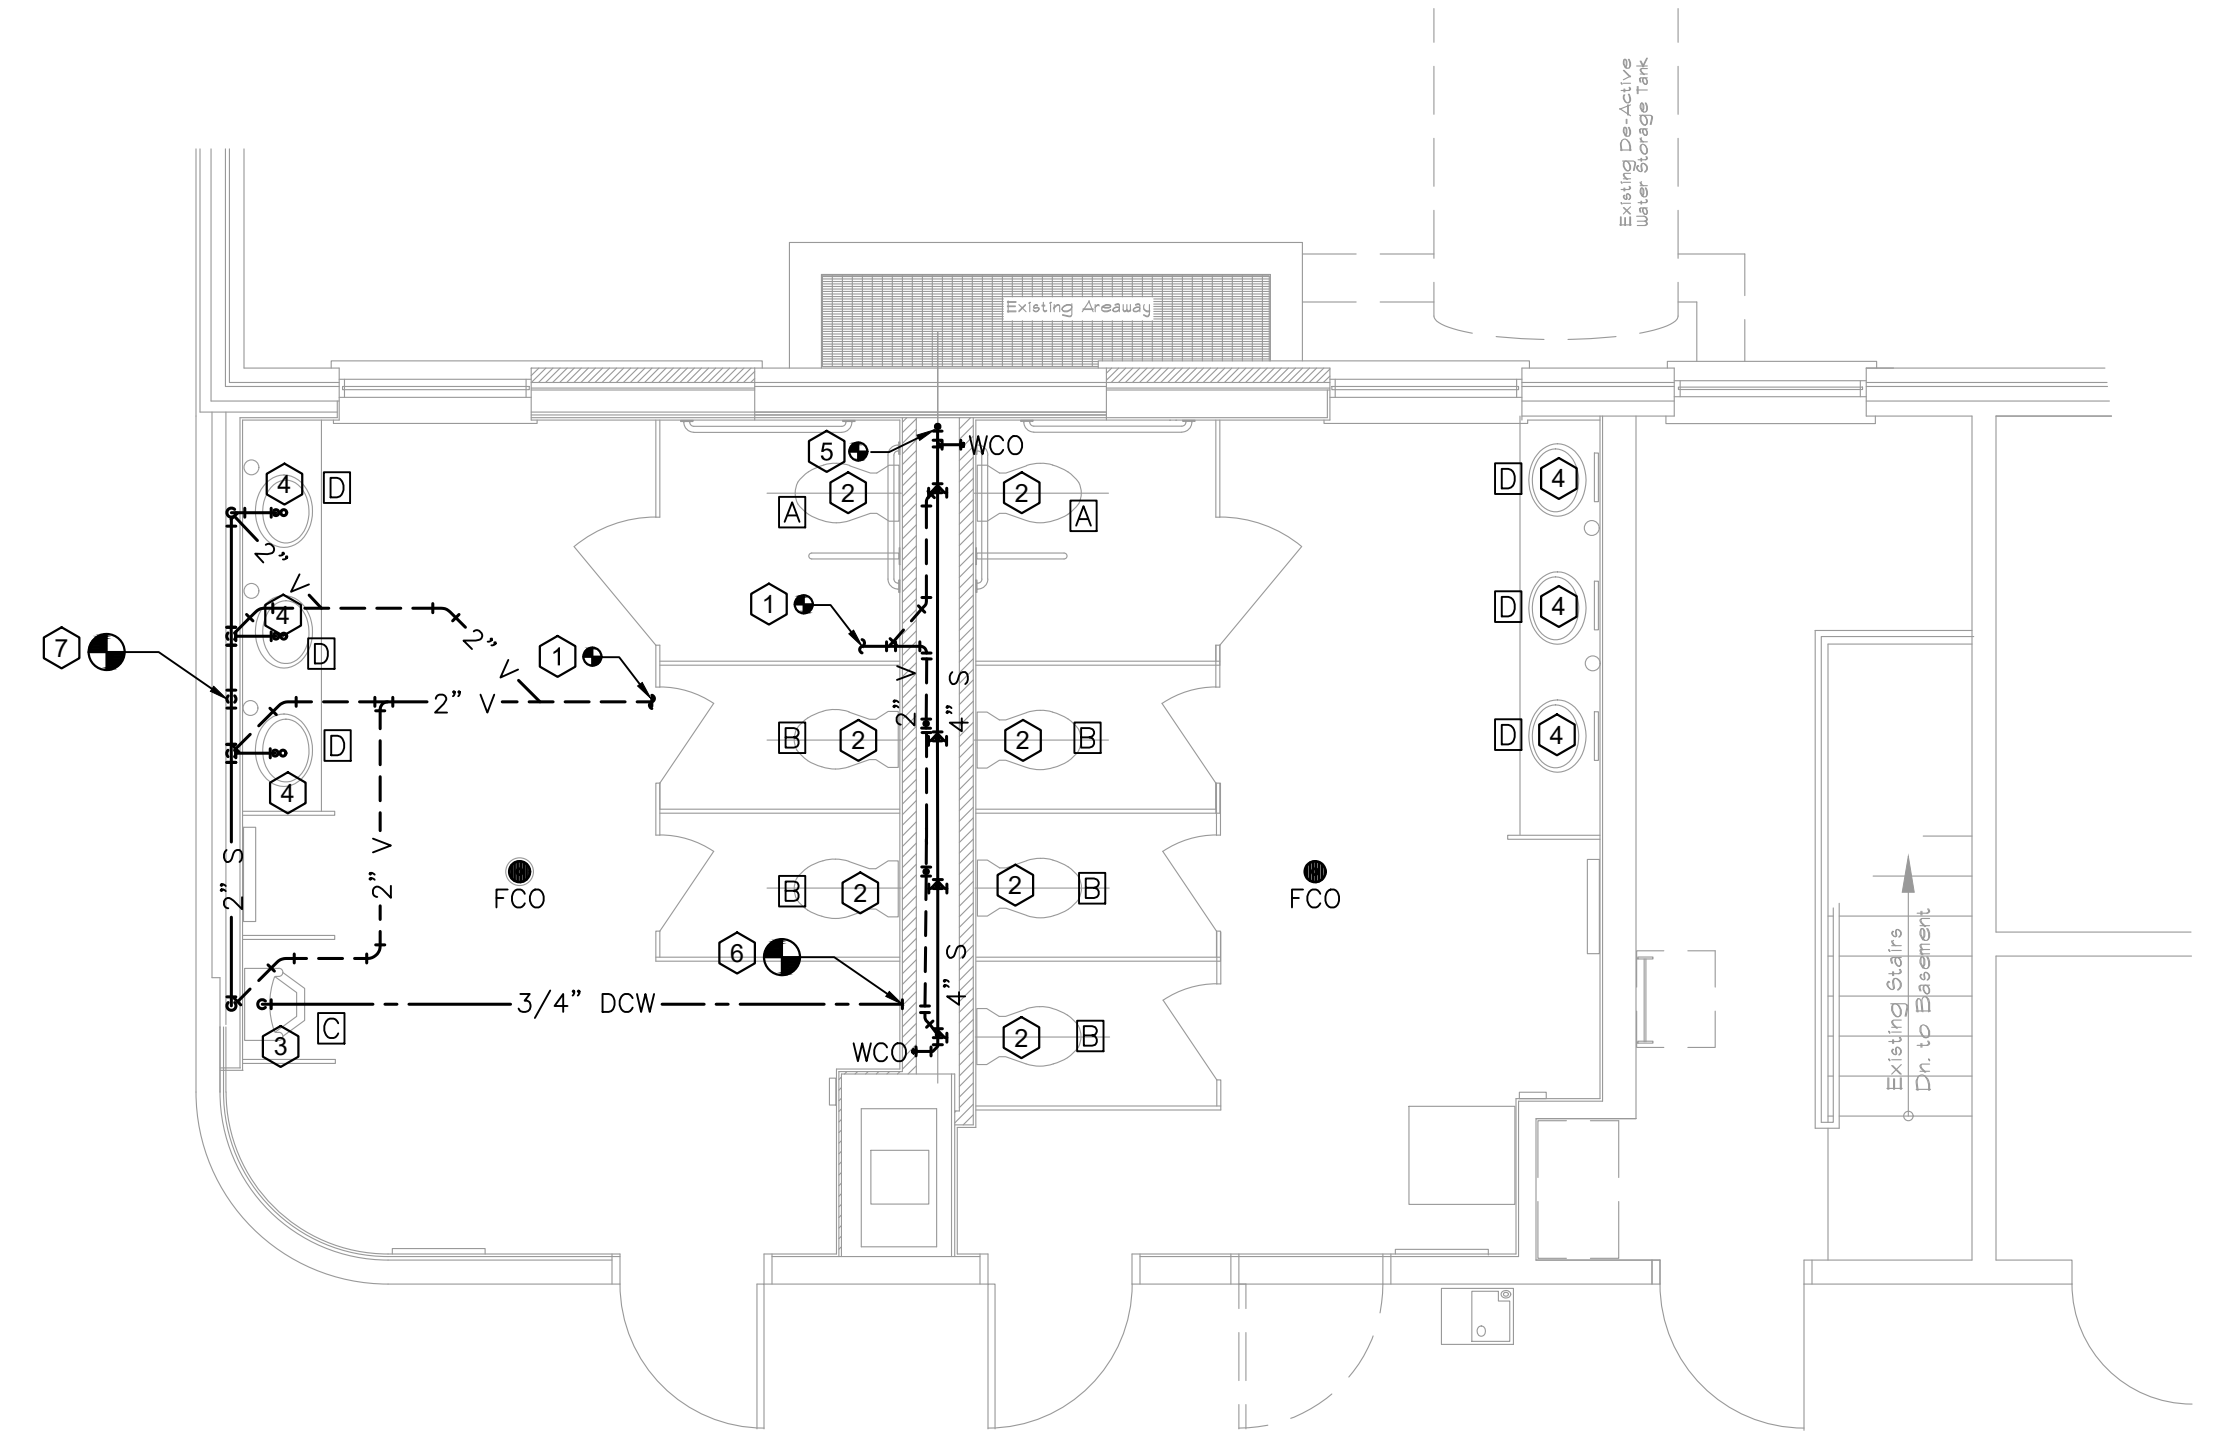 Existing De-Active
Water Storage Tank
Existing Areaway
5
WCO
4
D
2
2
D
4
A
A
2"
V
1
4
D
4
7
D
2" V
1
2" V
2" V
4" S
D
4
B
2
2
B
D
4
2" S
2" V
FCO
B
2
2
B
FCO
6
4" S
3/4" DCW
C
3
WCO
2
B
Existing Stairs
Dn. to Basement